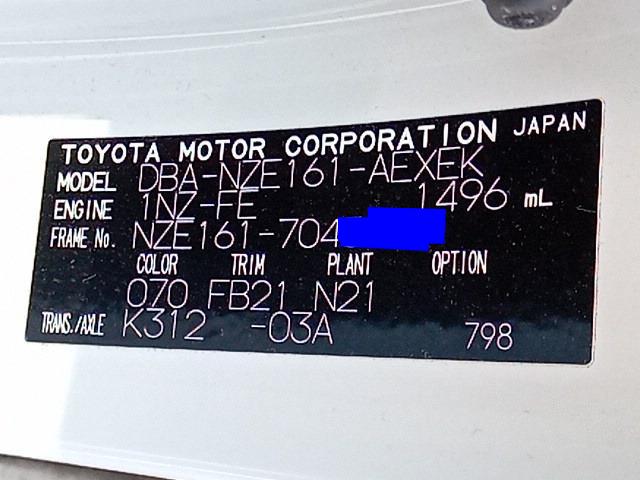 TOYOTA MOTOR CORPORATION JAPAN
MODEL DBA-NZE161-AEXEK
ENGINE 1NZ-FE 1496 mL
FRAME No. NZE161-704
COLOR TRIM PLANT OPTION
070 FB21 N21
TRANS./AXLE K312 -03A 798